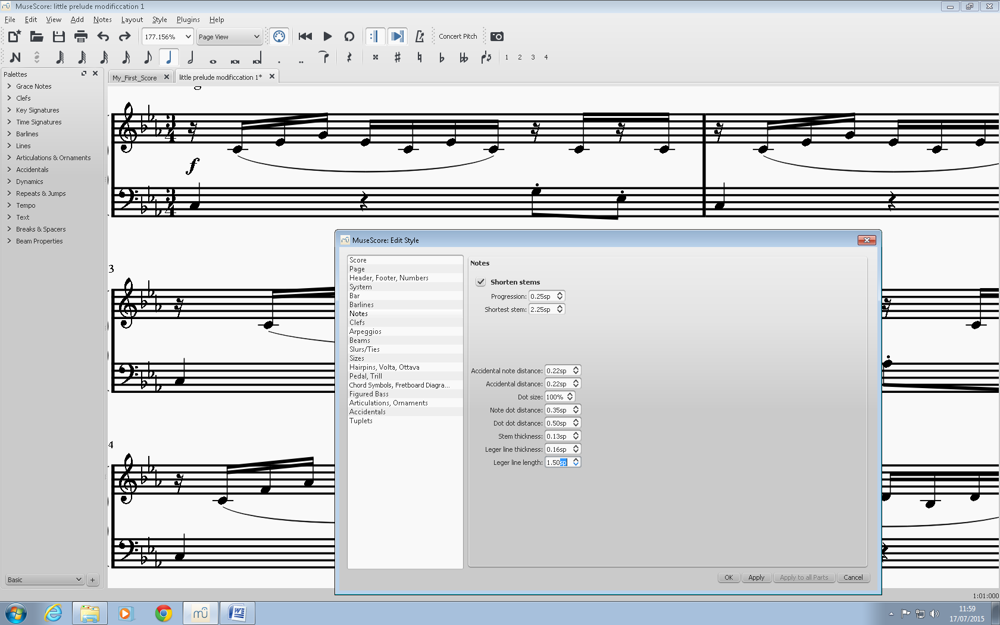 MuseScore: little prelude modificcation 1
File Edit View Add Notes Layout Style Plugins Help
177.156% Page View Concert Pitch
1 2 3 4
Palettes
My_First_Score little prelude modificcation 1*
Grace Notes
Clefs
Key Signatures
Time Signatures
Barlines
Lines
Articulations & Ornaments
Accidentals
Dynamics
Repeats & Jumps
Tempo
Text
Breaks & Spacers
Beam Properties
Basic
+
3
4
f
3
4
3
4
MuseScore: Edit Style
Score
Page
Header, Footer, Numbers
System
Bar
Barlines
Notes
Clefs
Arpeggios
Beams
Slurs/Ties
Sizes
Hairpins, Volta, Ottava
Pedal, Trill
Chord Symbols, Fretboard Diagra...
Figured Bass
Articulations, Ornaments
Accidentals
Tuplets
Notes
Shorten stems
Progression: 0.25sp
Shortest stem: 2.25sp
Accidental note distance: 0.22sp
Accidental distance: 0.22sp
Dot size: 100%
Note dot distance: 0.35sp
Dot dot distance: 0.50sp
Stem thickness: 0.13sp
Leger line thickness: 0.16sp
Leger line length: 1.50sp
OK Apply Apply to all Parts Cancel
1:01:000
11:59
17/07/2015